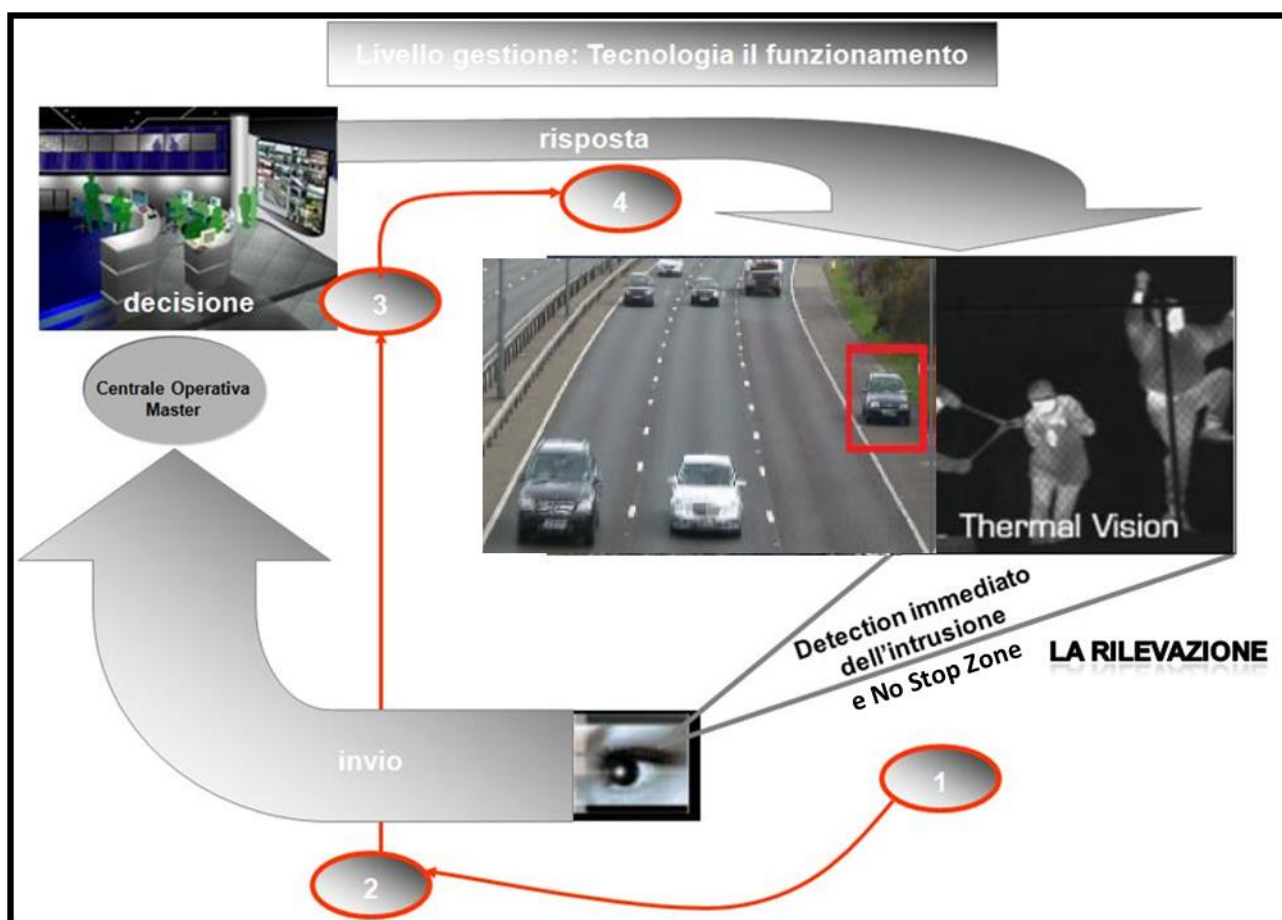 Livello gestione: Tecnologia il funzionamento
risposta
4
3
decisione
Centrale Operativa
Master
Thermal Vision
Detection immediato
dell'intrusione
e No Stop Zone
LA RILEVAZIONE
invio
1
2